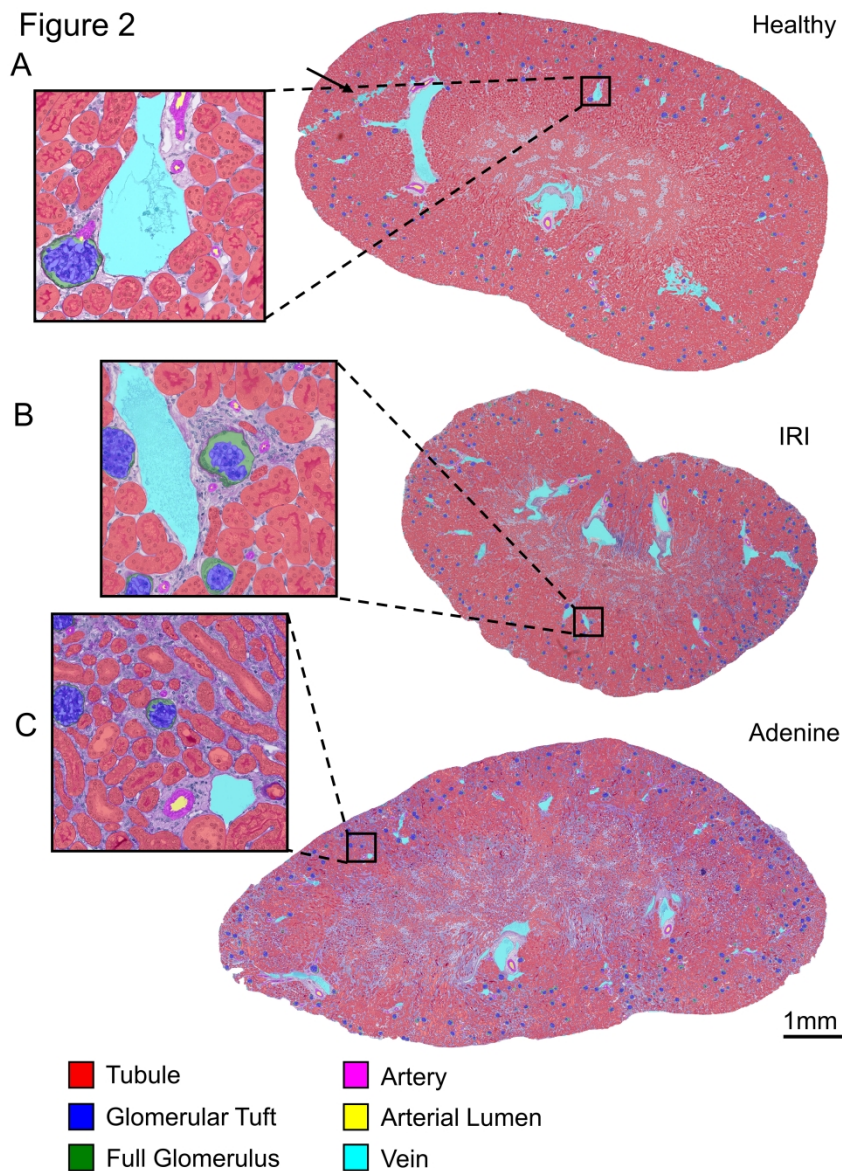 Figure 2
Healthy
A
B
IRI
C
Adenine
1mm
Tubule
Artery
Glomerular Tuft
Arterial Lumen
Full Glomerulus
Vein